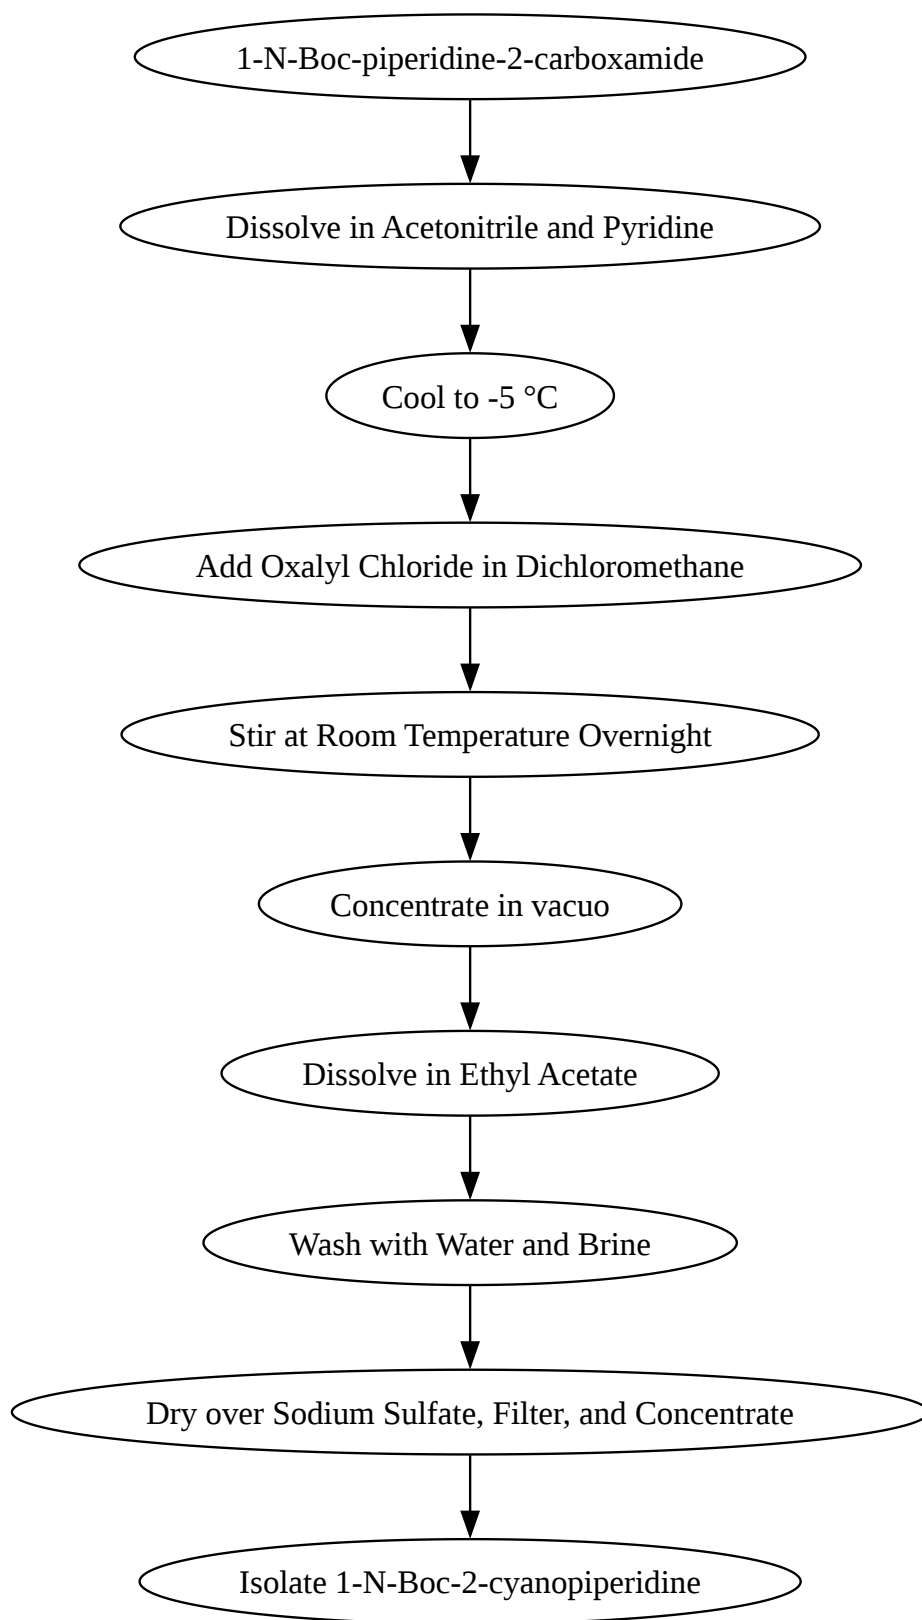 1-N-Boc-piperidine-2-carboxamide
Dissolve in Acetonitrile and Pyridine
Cool to -5 °C
Add Oxalyl Chloride in Dichloromethane
Stir at Room Temperature Overnight
Concentrate in vacuo
Dissolve in Ethyl Acetate
Wash with Water and Brine
Dry over Sodium Sulfate, Filter, and Concentrate
Isolate 1-N-Boc-2-cyanopiperidine